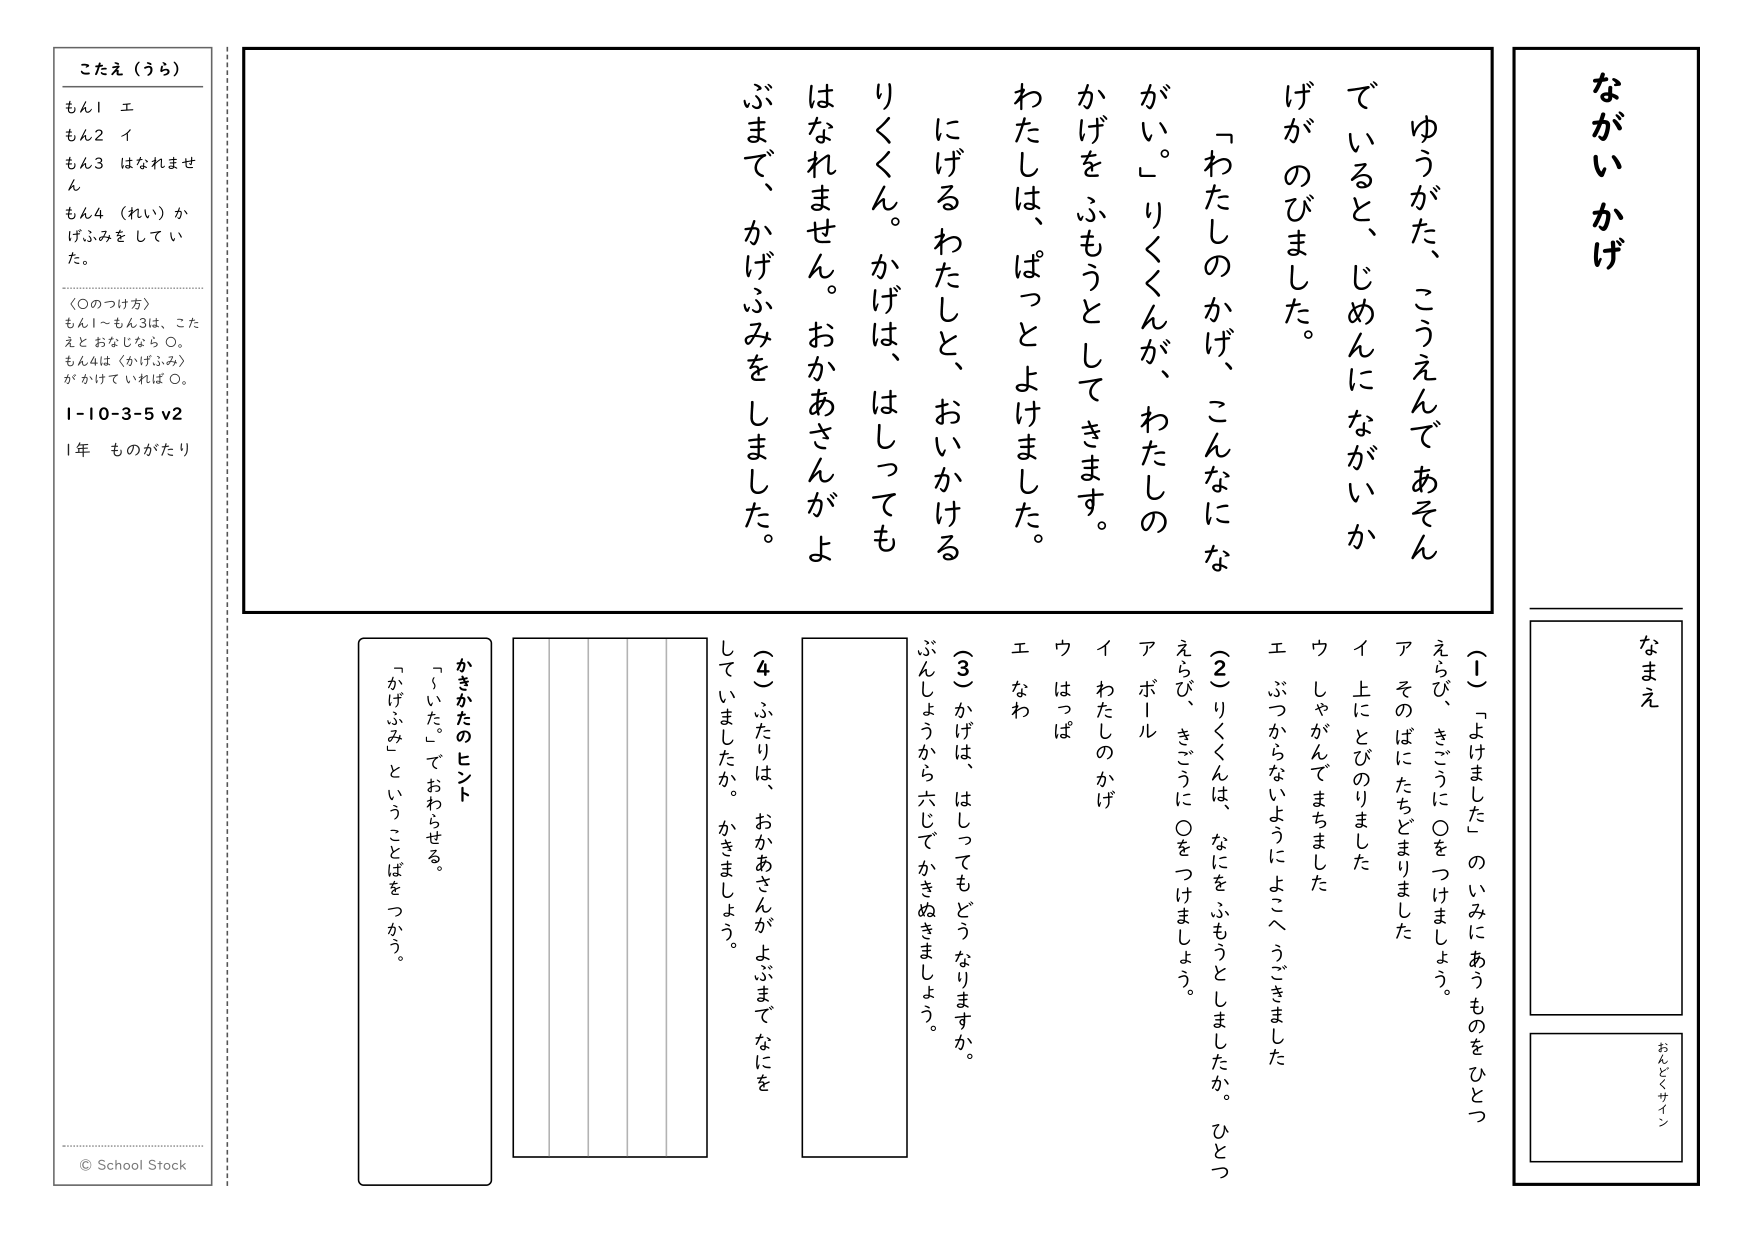 ながい かげ
なまえ
おんどくサイン
ゆうがた、こうえんで あそん
で いると、じめんに ながい か
げが のびました。
「わたしの かげ、こんなに な
がい。」りくくんが、わたしの
かげを ふもうと して きます。
わたしは、ぱっと よけました。
にげる わたしと、おいかける
りくくん。かげは、はしっても
はなれません。おかあさんが よ
ぶまで、かげふみを しました。
(1)「よけました」の いみに あう ものを ひとつ
えらび、きごうに ○を つけましょう。
ア そのばに たちどまりました
イ 上に とびのりました
ウ しゃがんで まちました
エ ぶつからないように よこへ うごきました
(2)りくくんは、なにを ふもうと しましたか。ひとつ
えらび、きごうに ○を つけましょう。
ア ボール
イ わたしの かげ
ウ はっぱ
エ なわ
(3)かげは、はしっても どう なりますか。
ぶんしょうから 六じで かきぬきましょう。
(4)ふたりは、おかあさんが よぶまで なにを
して いましたか。かきましょう。
かきかたの ヒント
「〜いた。」で おわらせる。
「かげふみ」と いう ことばを つかう。
こたえ（うら）
もん1 エ
もん2 イ
もん3 はなれませ
ん
もん4 （れい）か
げふみを して い
た。
〈○のつけ方〉
もん1～もん3は、こた
えと おなじなら ○。
もん4は〈かげふみ〉
が かけて いれば ○。
1-10-3-5 v2
1年 ものがたり
© School Stock